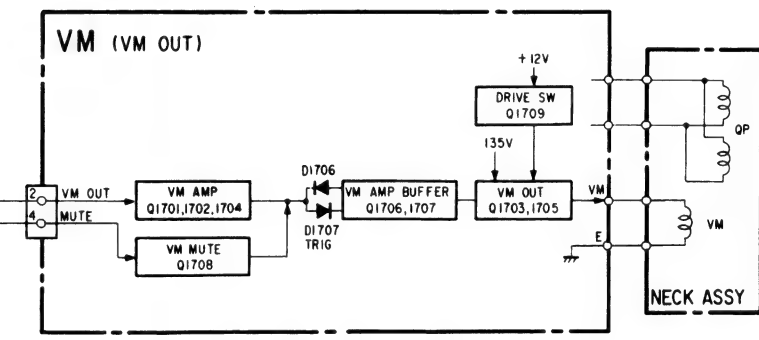 VM (VM OUT)
+12V
DRIVE SW
Q1709
135V
2 VM OUT
4 MUTE
VM AMP
Q1701,1702,1704
VM MUTE
Q1708
D1706
D1707
TRIG
VM AMP BUFFER
Q1706,1707
VM OUT
Q1703,1705
VM
E
QP
VM
NECK ASSY